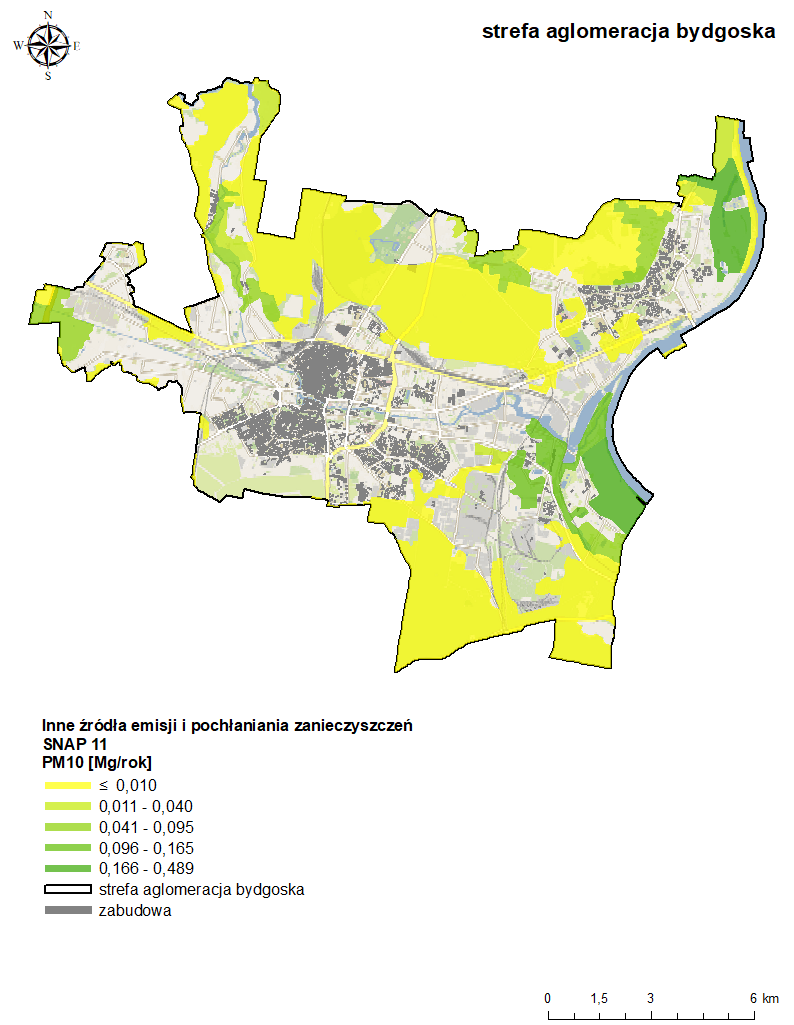 N
strefa aglomeracja bydgoska
W E
S
Inne źródła emisji i pochłaniania zanieczyszczeń
SNAP 11
PM10 [Mg/rok]
≤ 0,010
0,011 - 0,040
0,041 - 0,095
0,096 - 0,165
0,166 - 0,489
strefa aglomeracja bydgoska
zabudowa
0 1,5 3 6 km